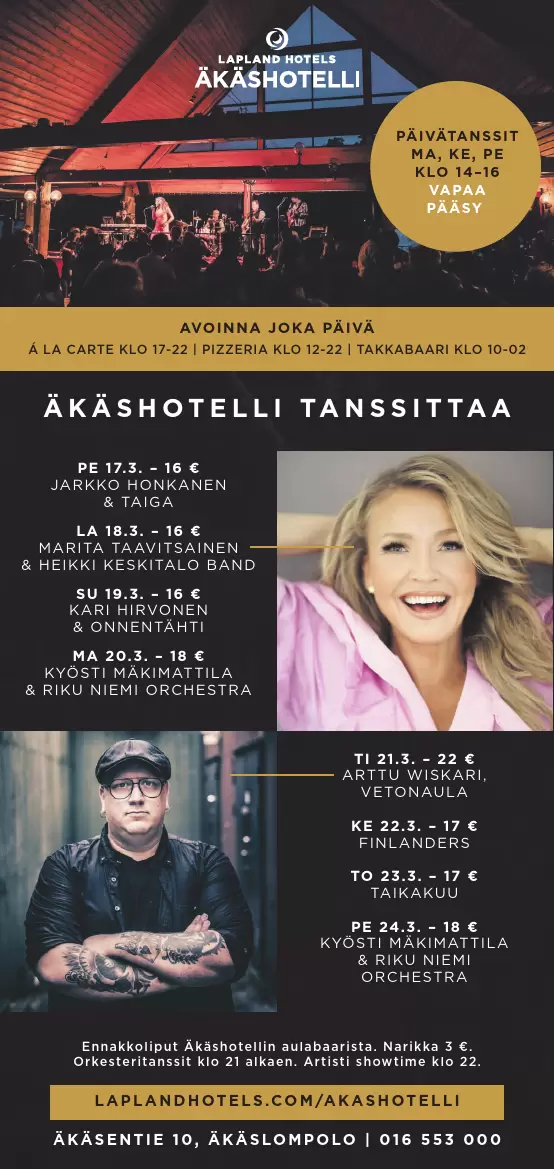 LAPLAND HOTELS
ÄKÄSHOTELLI
PÄIVÄTANSSIT
MA, KE, PE
KLO 14–16
VAPAA
PÄÄSY
AVOINNA JOKA PÄIVÄ
Á LA CARTE KLO 17-22 | PIZZERIA KLO 12-22 | TAKKABAARI KLO 10-02
ÄKÄSHOTELLI TANSSITTAA
PE 17.3. – 16 €
JARKKO HONKANEN
& TAIGA
LA 18.3. – 16 €
MARITA TAAVITSAINEN
& HEIKKI KESKITALO BAND
SU 19.3. – 16 €
KARI HIRVONEN
& ONNENTÄHTI
MA 20.3. – 18 €
KYÖSTI MÄKIMATTILA
& RIKU NIEMI ORCHESTRA
TI 21.3. – 22 €
ARTTU WISKARI,
VETONAULA
KE 22.3. – 17 €
FINLANDERS
TO 23.3. – 17 €
TAIKAKUU
PE 24.3. – 18 €
KYÖSTI MÄKIMATTILA
& RIKU NIEMI
ORCHESTRA
Ennakkoliput Äkäshotellin aulabaarista. Narikka 3 €.
Orkesteritanssit klo 21 alkaen. Artisti showtime klo 22.
LAPLANDHOTELS.COM/AKASHOTELLI
ÄKÄSENTIE 10, ÄKÄSLOMPOLO | 016 553 000